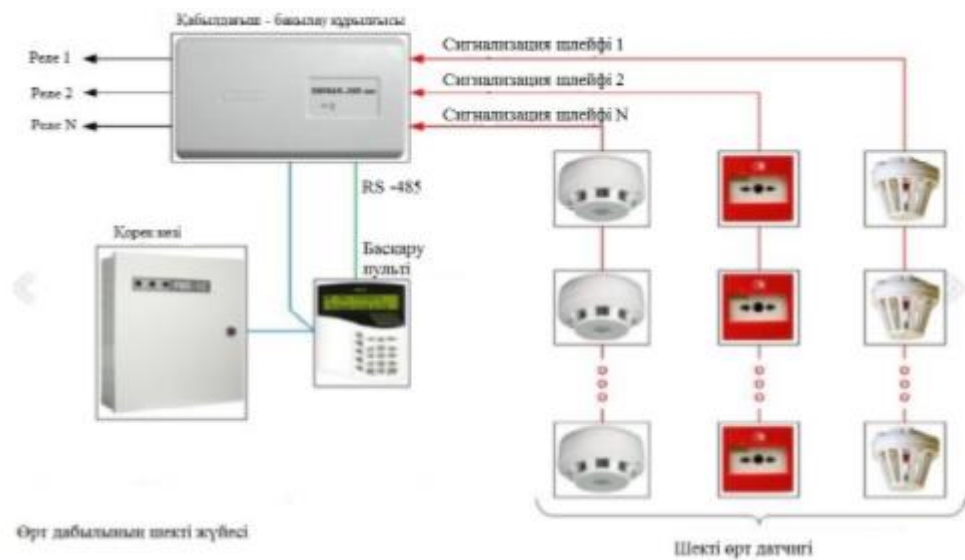 Қабылдағыш - бақылау құрылғысы
Реле 1
Реле 2
Реле N
Сигнализация шлейфі 1
Сигнализация шлейфі 2
Сигнализация шлейфі N
RS -485
Қорек көзі
Басқару
пульті
Өрт дабылының шекті жүйесі
Шекті өрт датчигі